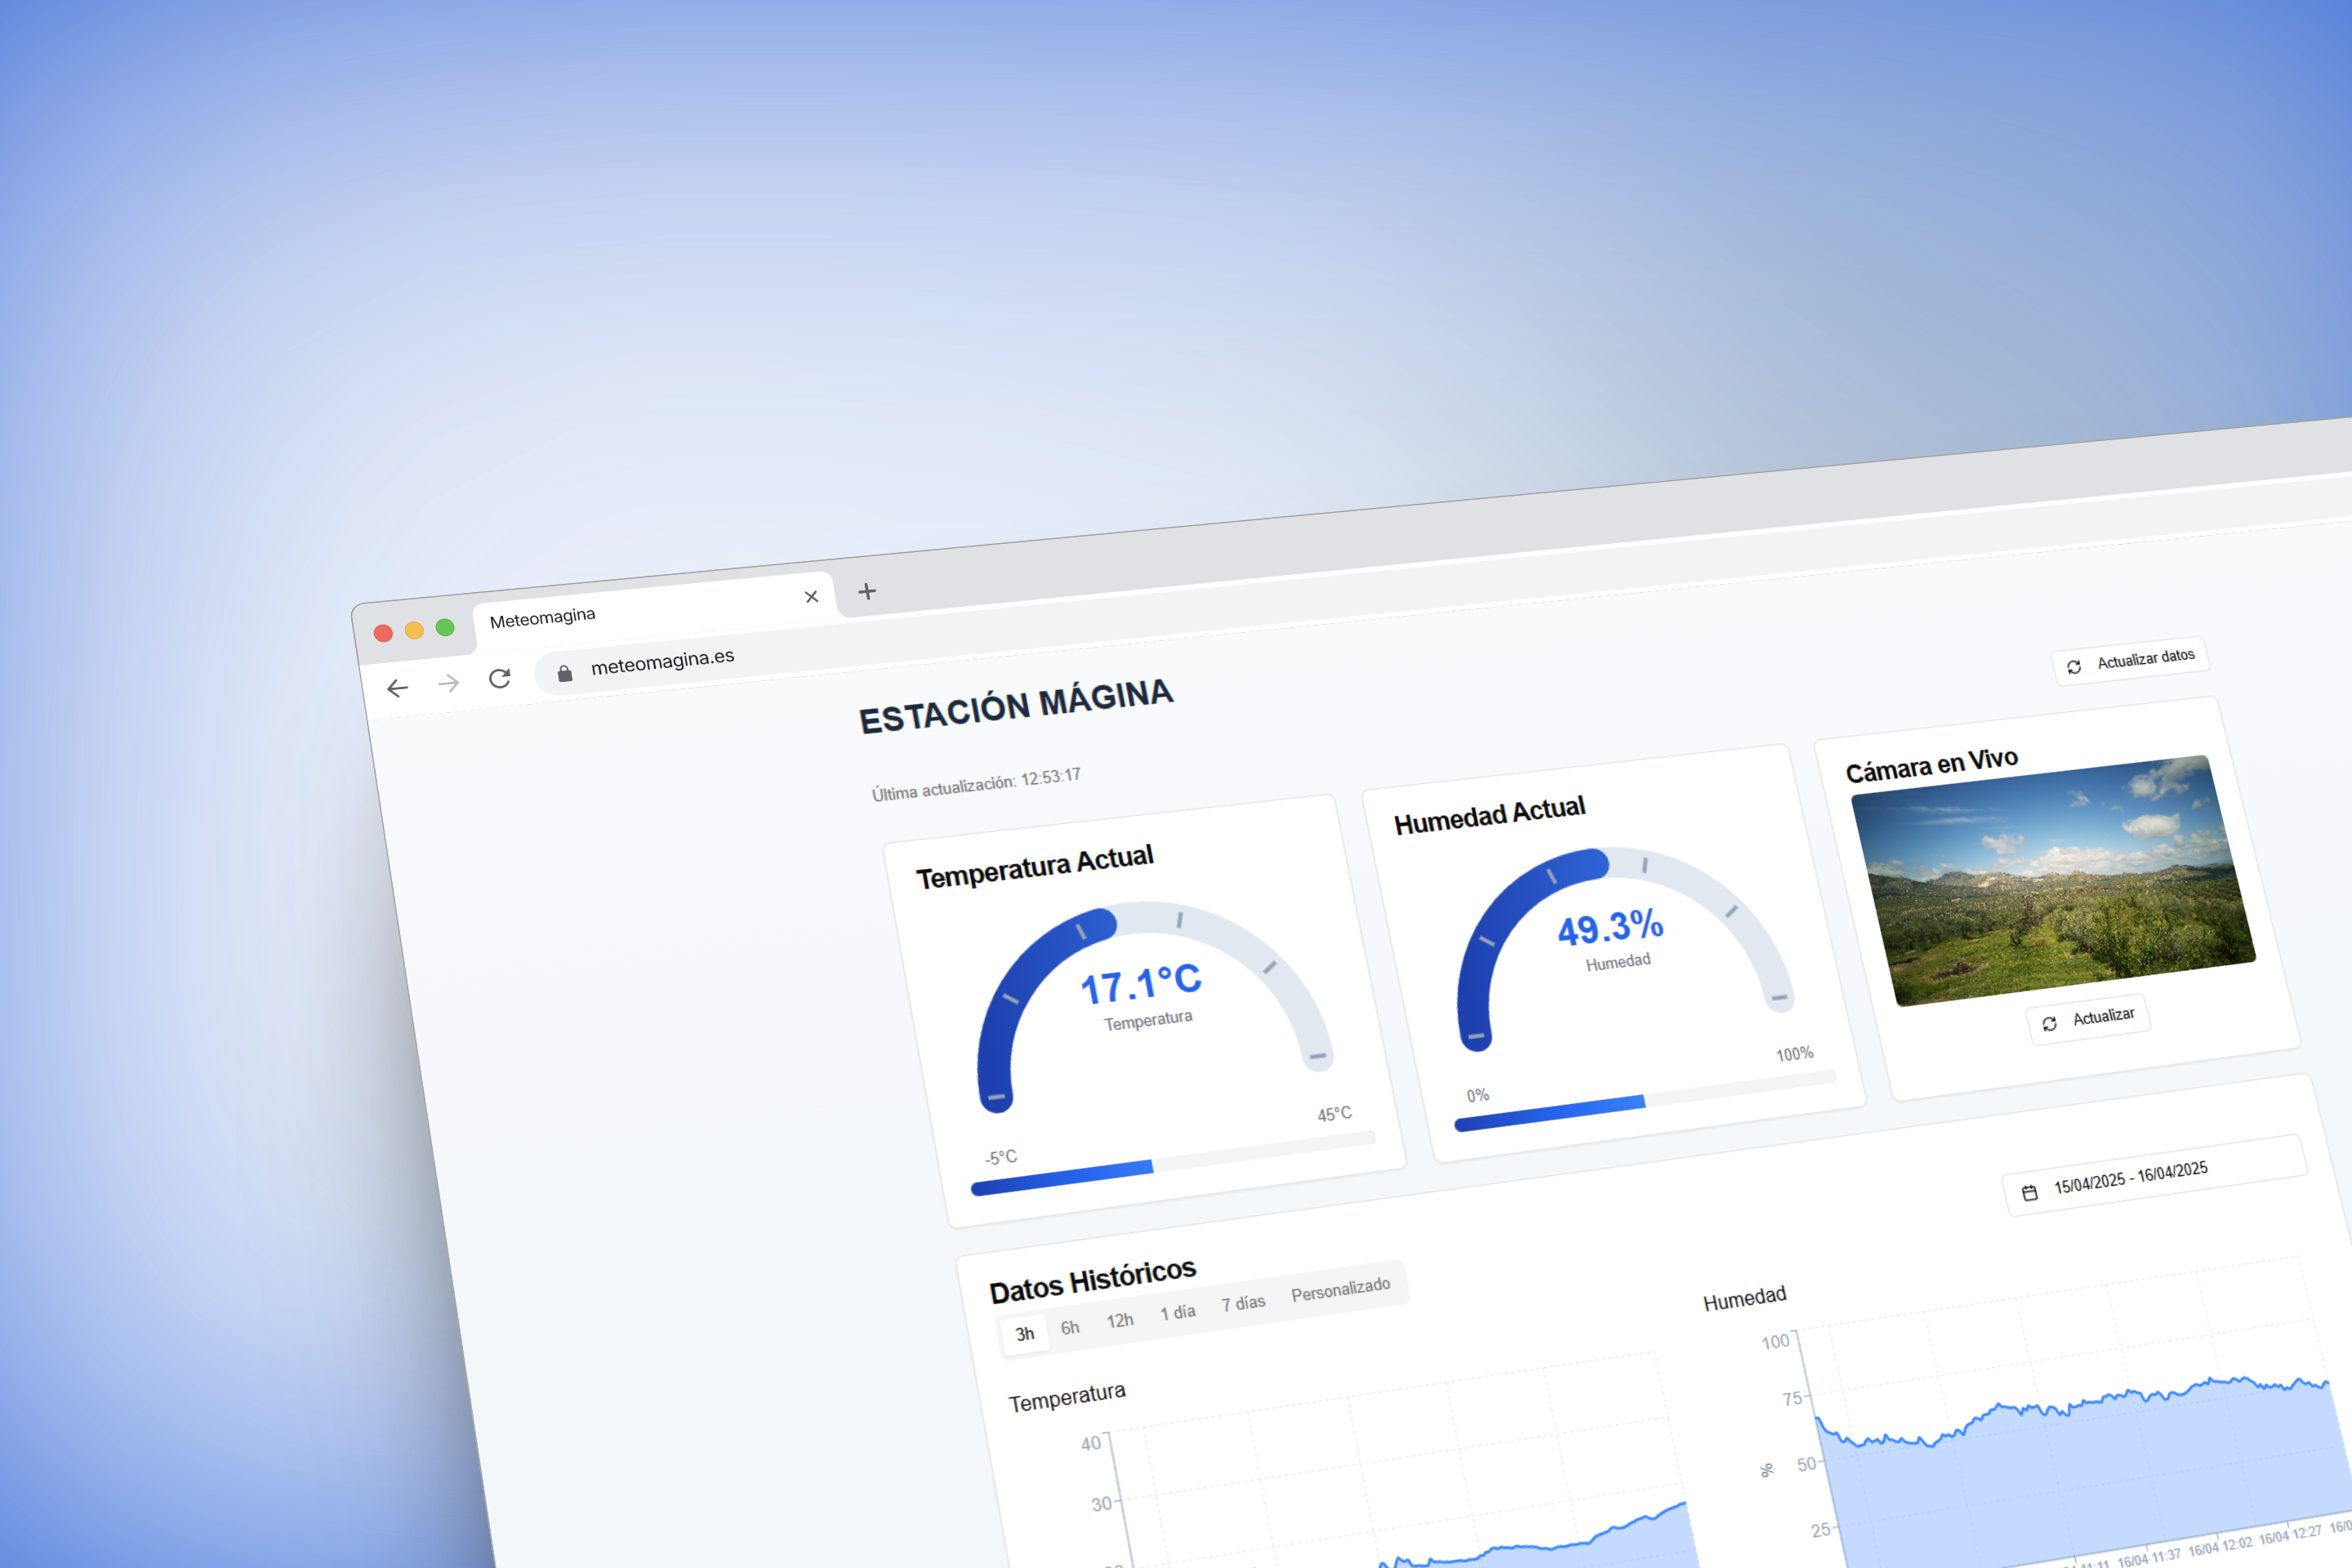 Meteomagina
meteomagina.es
ESTACIÓN MÁGINA
Actualizar datos
Última actualización: 12:53:17
Temperatura Actual
17.1°C
Temperatura
-5°C
45°C
Humedad Actual
49.3%
Humedad
0%
100%
Cámara en Vivo
Actualizar
Datos Históricos
15/04/2025 - 16/04/2025
3h 6h 12h 1 día 7 días Personalizado
Temperatura
40
30
Humedad
100
75
50
25
%
11:11 16/04 11:37 16/04 12:02 16/04 12:27